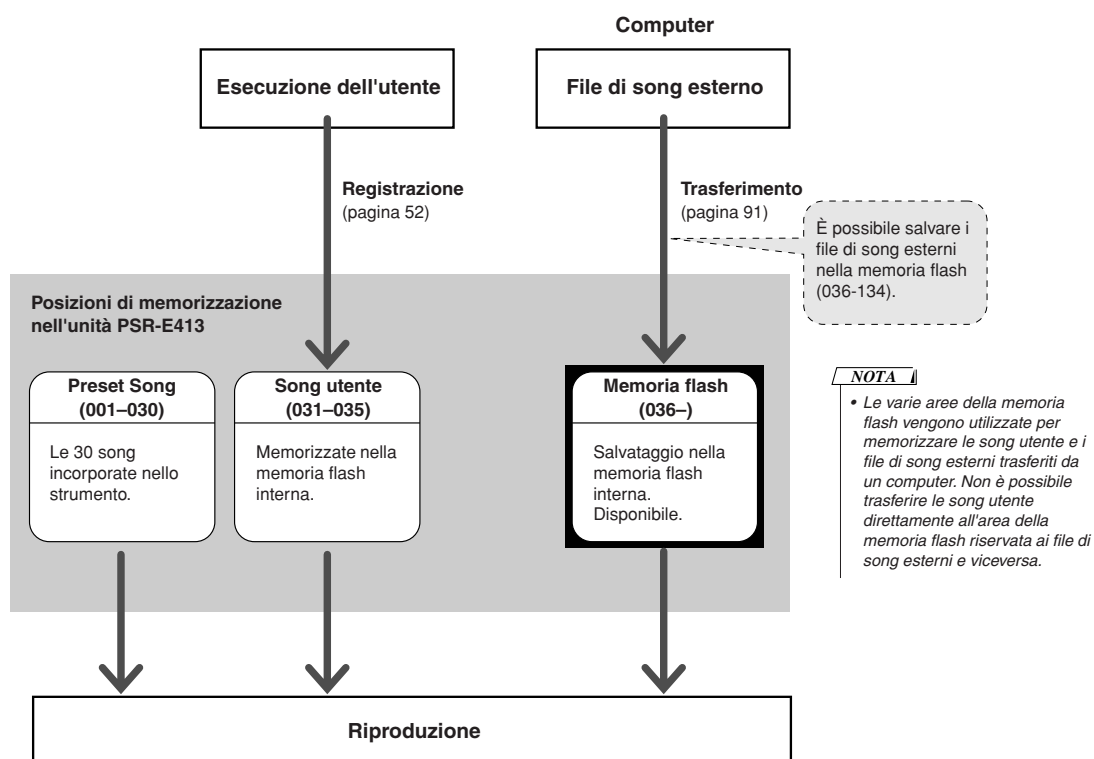 Computer
Esecuzione dell'utente
File di song esterno
Registrazione
(pagina 52)
Trasferimento
(pagina 91)
È possibile salvare i
file di song esterni
nella memoria flash
(036-134).
Posizioni di memorizzazione
nell'unità PSR-E413
Preset Song
(001–030)
Le 30 song
incorporate nello
strumento.
Song utente
(031–035)
Memorizzate nella
memoria flash
interna.
Memoria flash
(036–)
Salvataggio nella
memoria flash
interna.
Disponibile.
NOTA
• Le varie aree della memoria
flash vengono utilizzate per
memorizzare le song utente e i
file di song esterni trasferiti da
un computer. Non è possibile
trasferire le song utente
direttamente all'area della
memoria flash riservata ai file di
song esterni e viceversa.
Riproduzione